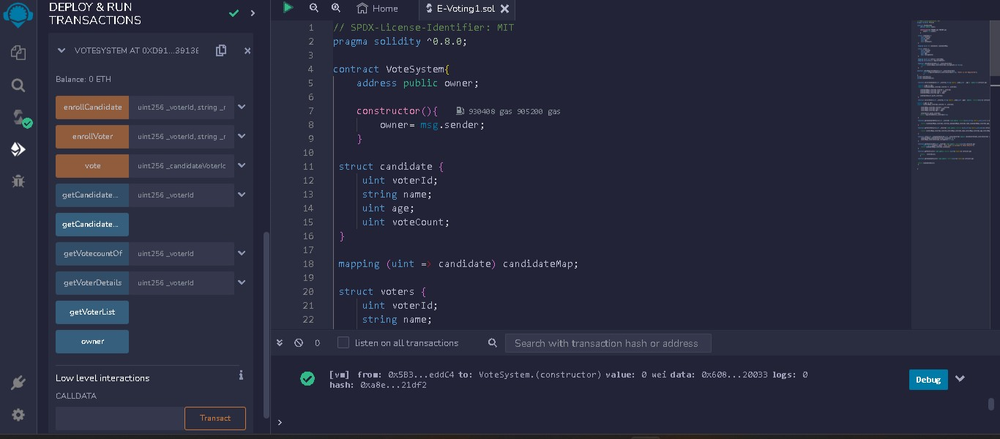 DEPLOY & RUN
TRANSACTIONS
VOTESYSTEM AT 0XD91...3913E
Balance: 0 ETH
enrollCandidate uint256 _voterId, string _r
enrollVoter uint256 _voterId, string _r
vote uint256 _candidateVoterIc
getCandidate... uint256 _voterId
getCandidate...
getVotecountOf uint256 _voterId
getVoterDetails uint256 _voterId
getVoterList
owner
Low level interactions
i
CALLDATA
Transact
Home
E-Voting1.sol
1 // SPDX-License-Identifier: MIT
2 pragma solidity ^0.8.0;
3
4 contract VoteSystem{
5 address public owner;
6
7 constructor(){ 930408 gas 905200 gas
8 owner= msg.sender;
9 }
10
11 struct candidate {
12 uint voterId;
13 string name;
14 uint age;
15 uint voteCount;
16 }
17
18 mapping (uint => candidate) candidateMap;
19
20 struct voters {
21 uint voterId;
22 string name;
0 listen on all transactions Search with transaction hash or address
[vm] from: 0x5B3...eddC4 to: VoteSystem.(constructor) value: 0 wei data: 0x608...20033 logs: 0
hash: 0xa8e...21df2
Debug
>